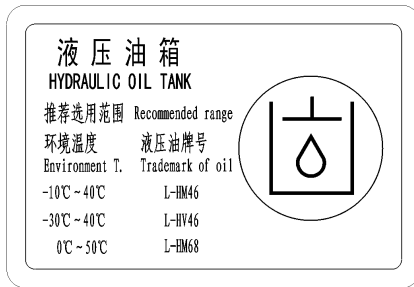 液压油箱
HYDRAULIC OIL TANK
推荐选用范围 Recommended range
环境温度 液压油牌号
Environment T. Trademark of oil
-10℃~40℃ L-HM46
-30℃~40℃ L-HV46
0℃~50℃ L-HM68